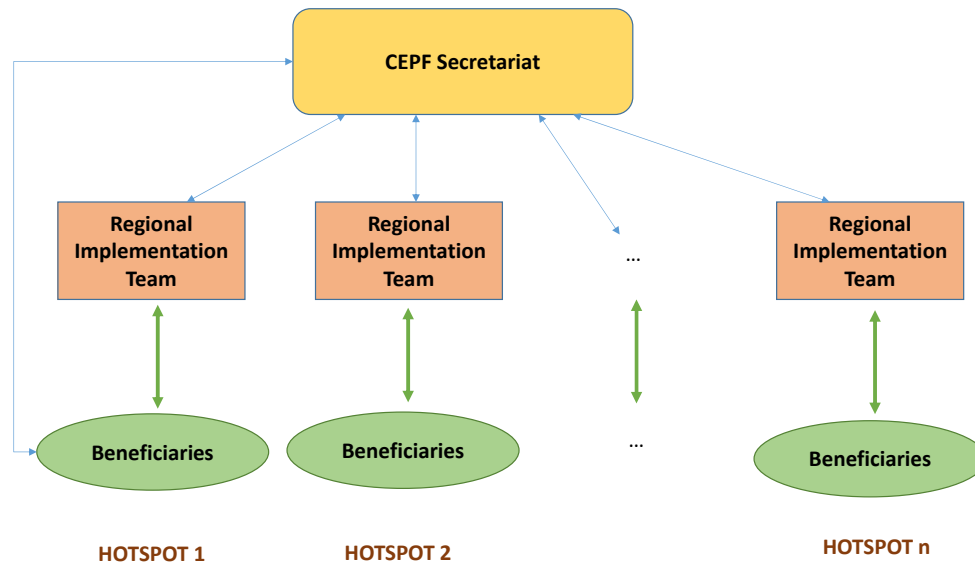 CEPF Secretariat
Regional
Implementation
Team
Regional
Implementation
Team
...
Regional
Implementation
Team
Beneficiaries
Beneficiaries
...
Beneficiaries
HOTSPOT 1
HOTSPOT 2
HOTSPOT n